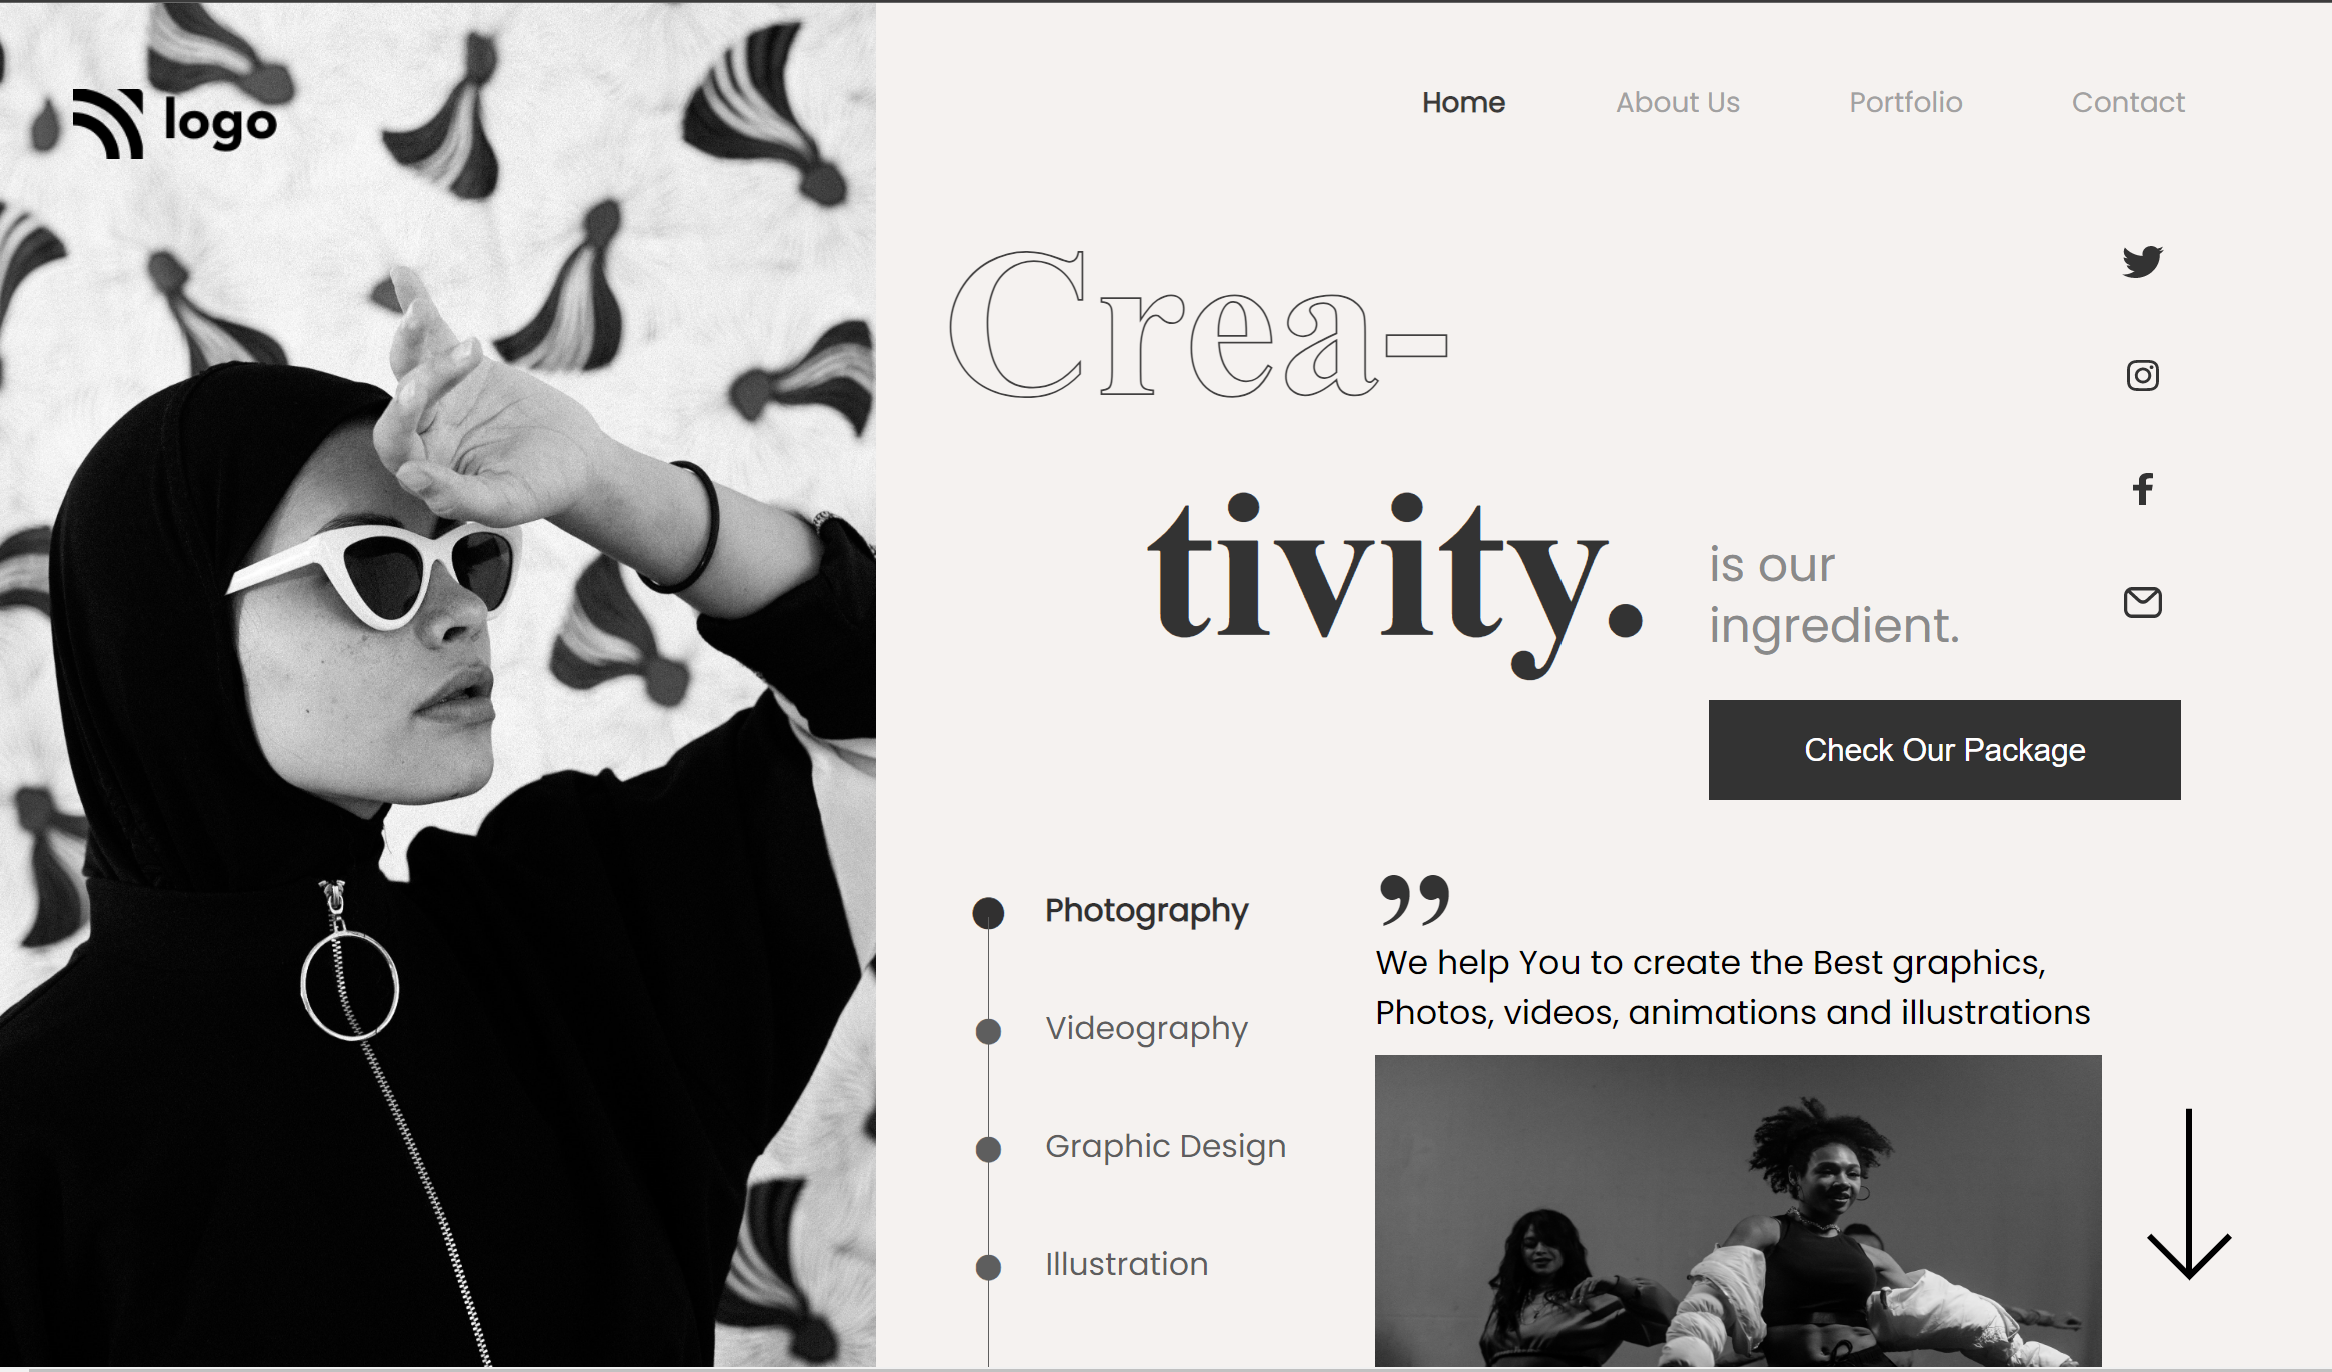 logo
Home About Us Portfolio Contact
Crea-
tivity.
is our
ingredient.
Check Our Package
Photography
Videography
Graphic Design
Illustration
”
We help You to create the Best graphics,
Photos, videos, animations and illustrations